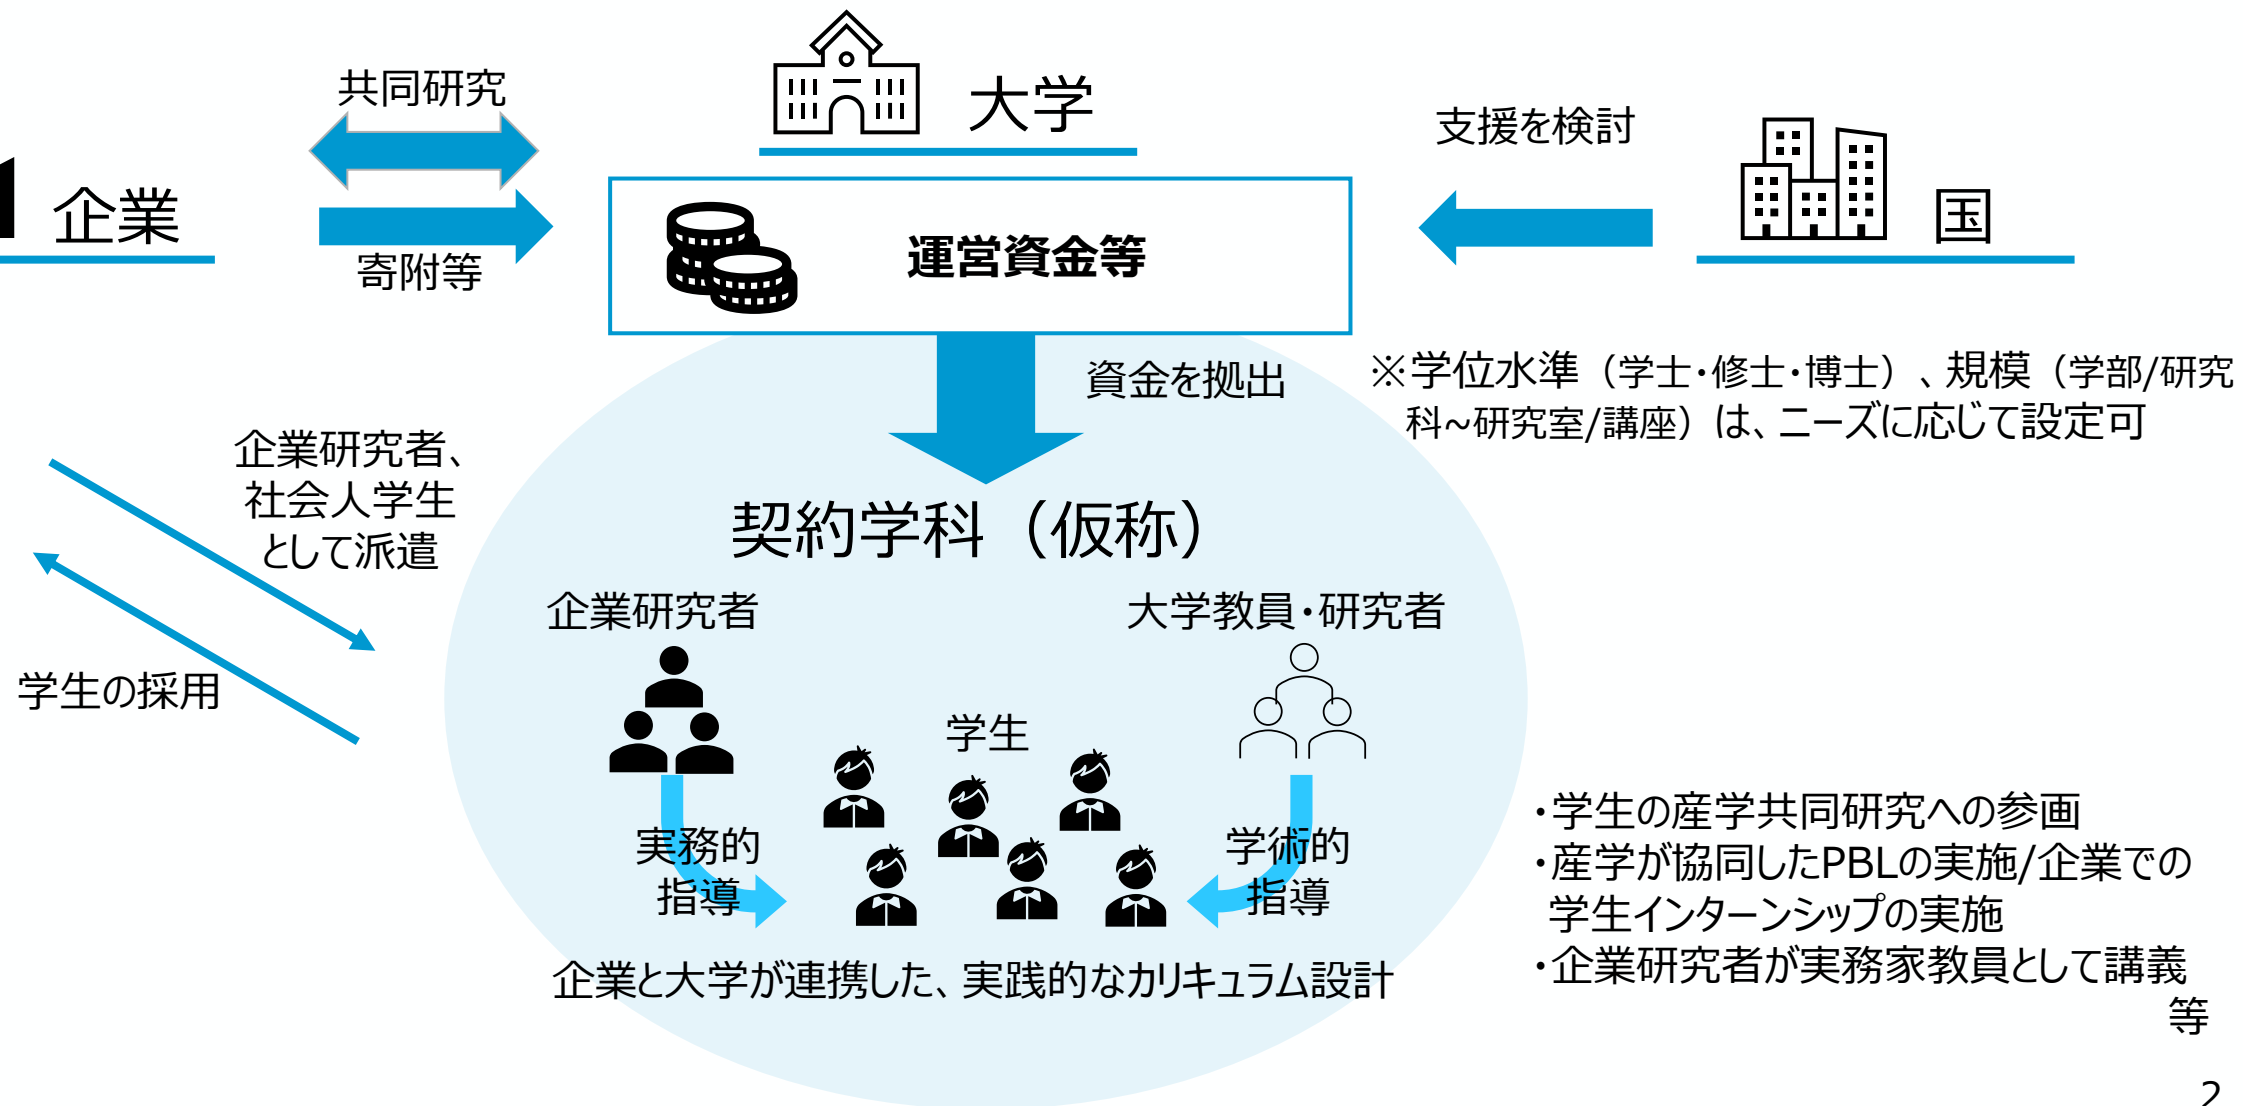 共同研究
大学
支援を検討
企業
国
運営資金等
寄附等
資金を拠出
※学位水準（学士・修士・博士）、規模（学部/研究
科~研究室/講座）は、ニーズに応じて設定可
企業研究者、
社会人学生
として派遣
学生の採用
契約学科（仮称）
企業研究者
大学教員・研究者
学生
実務的
指導
学術的
指導
企業と大学が連携した、実践的なカリキュラム設計
・学生の産学共同研究への参画
・産学が協同したPBLの実施/企業での
学生インターンシップの実施
・企業研究者が実務家教員として講義
等
2